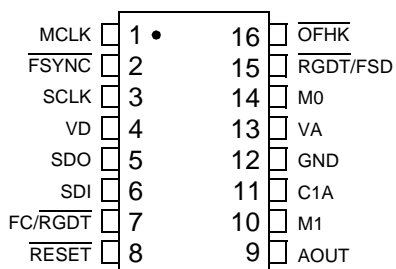 MCLK 1 16 OFHK
FSYNC 2 15 RGDT/FSD
SCLK 3 14 M0
VD 4 13 VA
SDO 5 12 GND
SDI 6 11 C1A
FC/RGDT 7 10 M1
RESET 8 9 AOUT